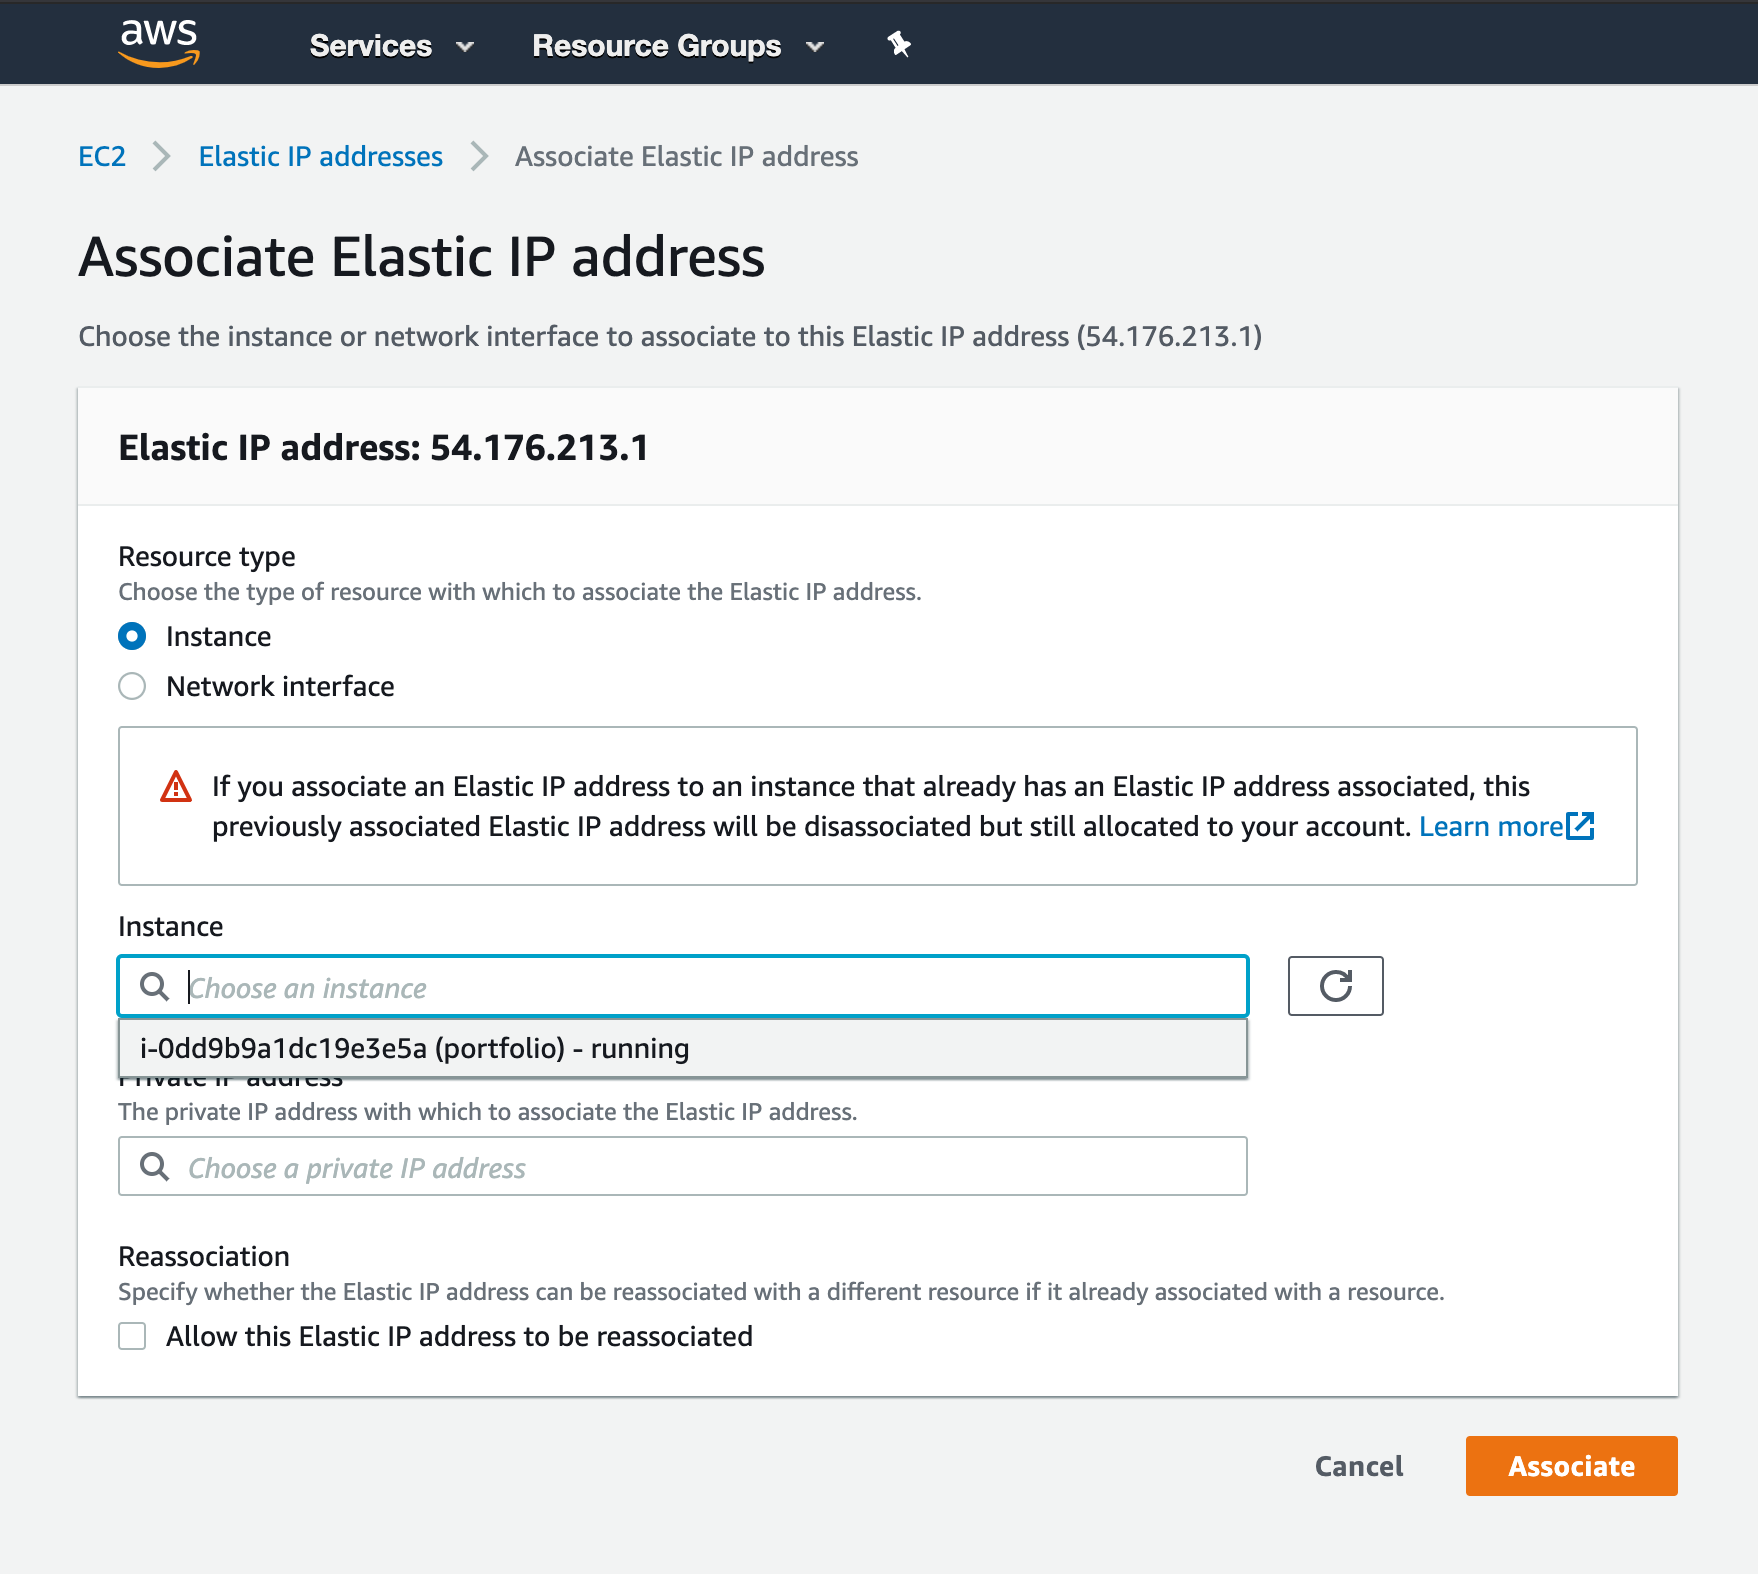 aws
Services
Resource Groups
EC2
Elastic IP addresses
Associate Elastic IP address
Associate Elastic IP address
Choose the instance or network interface to associate to this Elastic IP address (54.176.213.1)
Elastic IP address: 54.176.213.1
Resource type
Choose the type of resource with which to associate the Elastic IP address.
Instance
Network interface
If you associate an Elastic IP address to an instance that already has an Elastic IP address associated, this
previously associated Elastic IP address will be disassociated but still allocated to your account. Learn more
Instance
Choose an instance
i-0dd9b9a1dc19e3e5a (portfolio) - running
Private IP address
The private IP address with which to associate the Elastic IP address.
Choose a private IP address
Reassociation
Specify whether the Elastic IP address can be reassociated with a different resource if it already associated with a resource.
Allow this Elastic IP address to be reassociated
Cancel
Associate